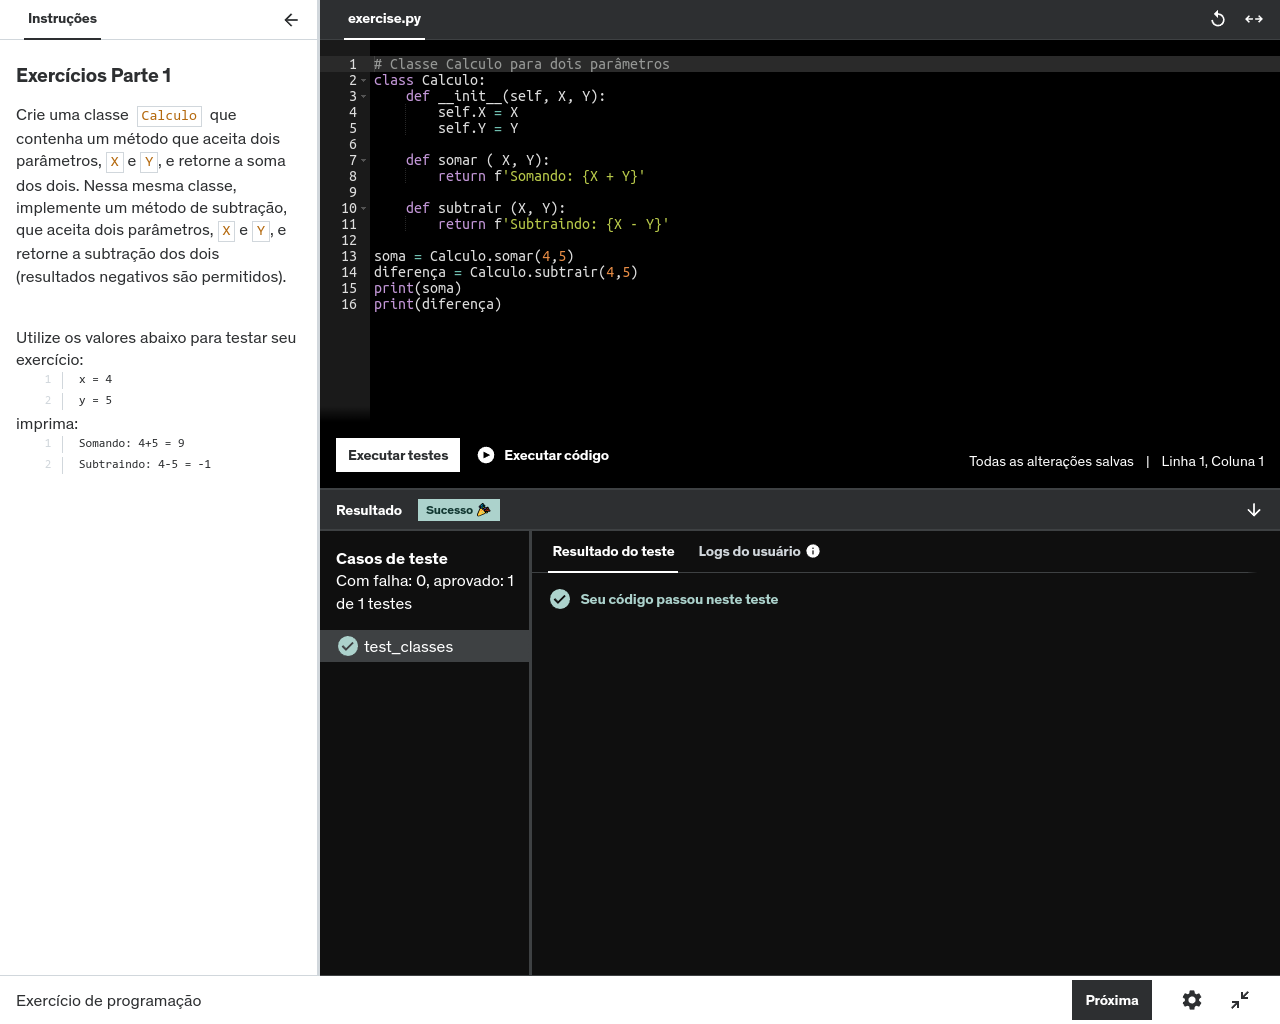 Instruções
Exercícios Parte 1
Crie uma classe Calculo que
contenha um método que aceita dois
parâmetros, X e Y, e retorne a soma
dos dois. Nessa mesma classe,
implemente um método de subtração,
que aceita dois parâmetros, X e Y, e
retorne a subtração dos dois
(resultados negativos são permitidos).
Utilize os valores abaixo para testar seu
exercício:
1 x = 4
2 y = 5
imprima:
1 Somando: 4+5 = 9
2 Subtraindo: 4-5 = -1
exercise.py
1 # Classe Calculo para dois parâmetros
2 class Calculo:
3     def __init__(self, X, Y):
4         self.X = X
5         self.Y = Y
6
7     def somar ( X, Y):
8         return f'Somando: {X + Y}'
9
10     def subtrair (X, Y):
11         return f'Subtraindo: {X - Y}'
12
13 soma = Calculo.somar(4,5)
14 diferença = Calculo.subtrair(4,5)
15 print(soma)
16 print(diferença)
Executar testes Executar código
Todas as alterações salvas | Linha 1, Coluna 1
Resultado Sucesso
Casos de teste
Com falha: 0, aprovado: 1
de 1 testes
test_classes
Resultado do teste Logs do usuário
Seu código passou neste teste
Exercício de programação
Próxima